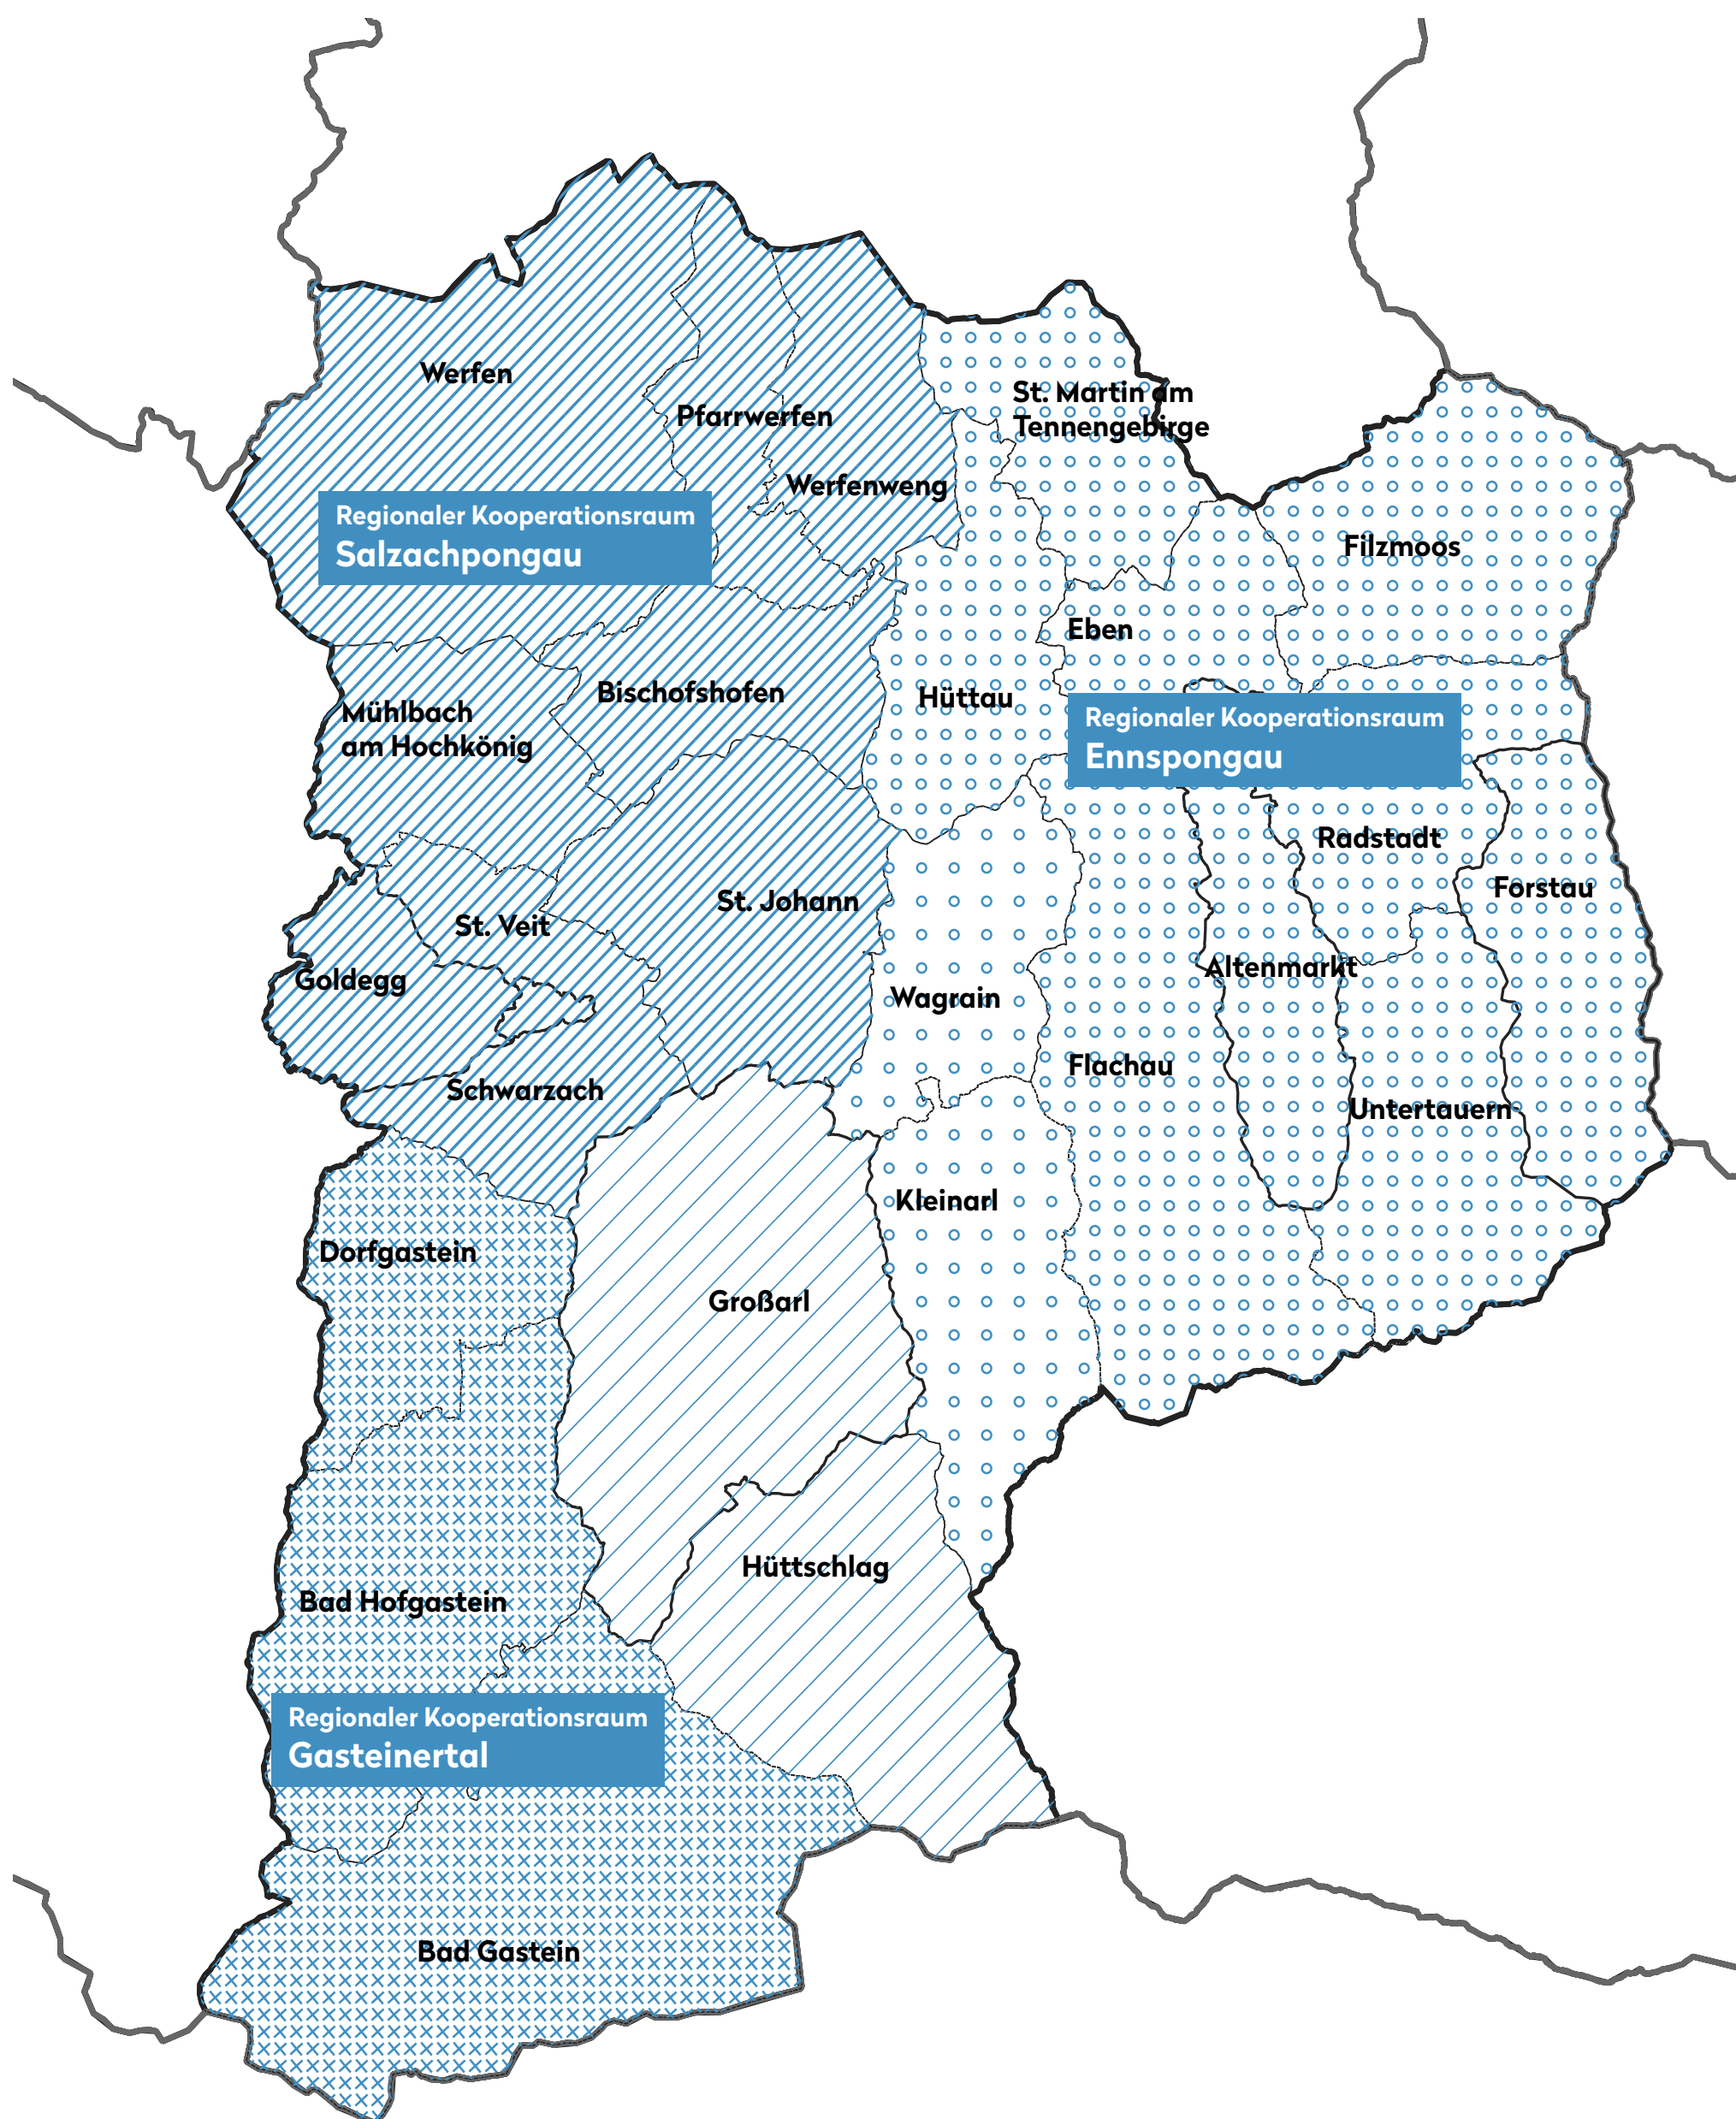 Werfen
St. Martin am
Tennengebirge
Pfarrwerfen
Werfenweng
Regionaler Kooperationsraum
Salzachpongau
Filzmoos
Eben
Bischofshofen
Hüttau
Mühlbach
am Hochkönig
Regionaler Kooperationsraum
Ennspongau
Radstadt
Forstau
St. Johann
St. Veit
Altenmarkt
Goldegg
Wagrain
Flachau
Schwarzach
Untertauern
Kleinarl
Dorfgastein
Großarl
Hüttschlag
Bad Hofgastein
Regionaler Kooperationsraum
Gasteinertal
Bad Gastein